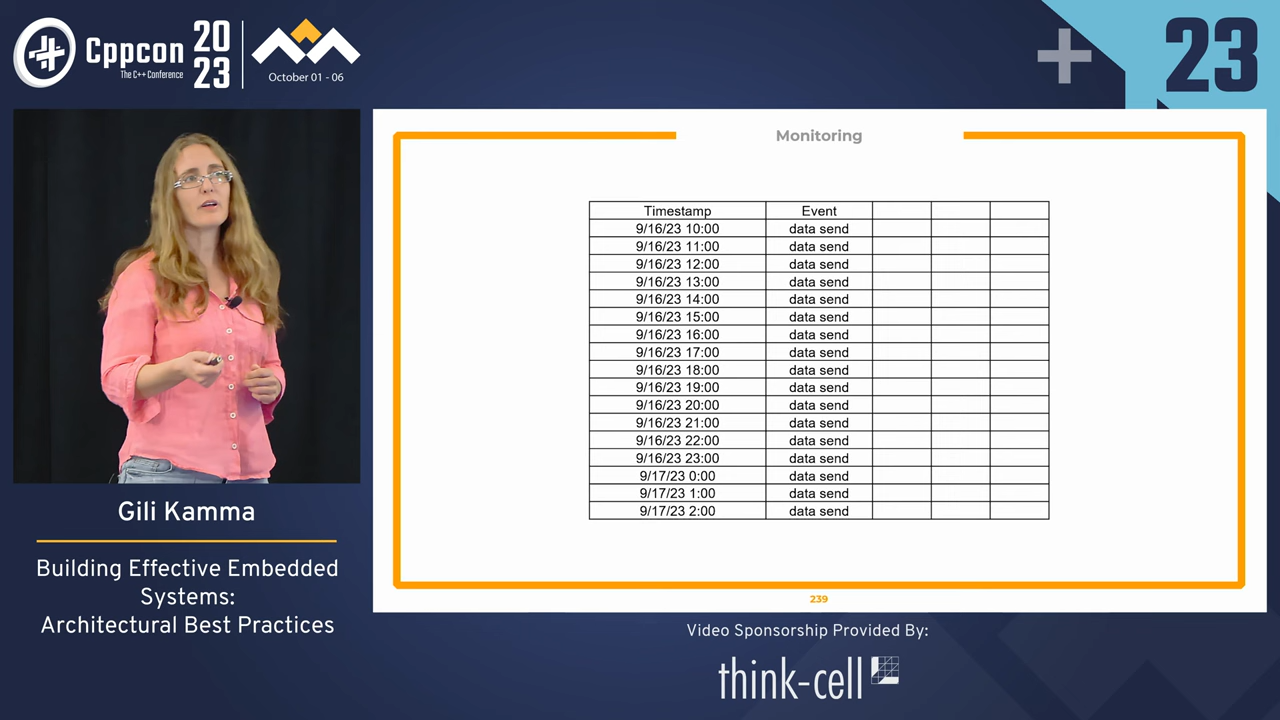 Cppcon
The C++ Conference
20
23
October 01 - 06
23
Monitoring
Timestamp Event
9/16/23 10:00 data send
9/16/23 11:00 data send
9/16/23 12:00 data send
9/16/23 13:00 data send
9/16/23 14:00 data send
9/16/23 15:00 data send
9/16/23 16:00 data send
9/16/23 17:00 data send
9/16/23 18:00 data send
9/16/23 19:00 data send
9/16/23 20:00 data send
9/16/23 21:00 data send
9/16/23 22:00 data send
9/16/23 23:00 data send
9/17/23 0:00 data send
9/17/23 1:00 data send
9/17/23 2:00 data send
239
Gili Kamma
Building Effective Embedded
Systems:
Architectural Best Practices
Video Sponsorship Provided By:
think-cell